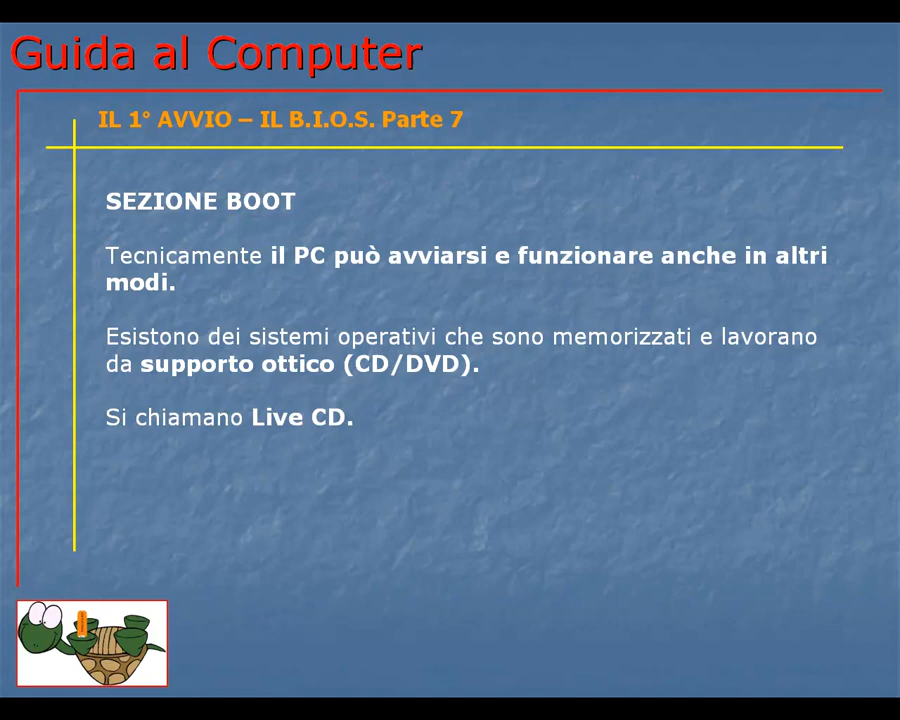 Guida al Computer
IL 1° AVVIO – IL B.I.O.S. Parte 7
SEZIONE BOOT
Tecnicamente il PC può avviarsi e funzionare anche in altri
modi.
Esistono dei sistemi operativi che sono memorizzati e lavorano
da supporto ottico (CD/DVD).
Si chiamano Live CD.